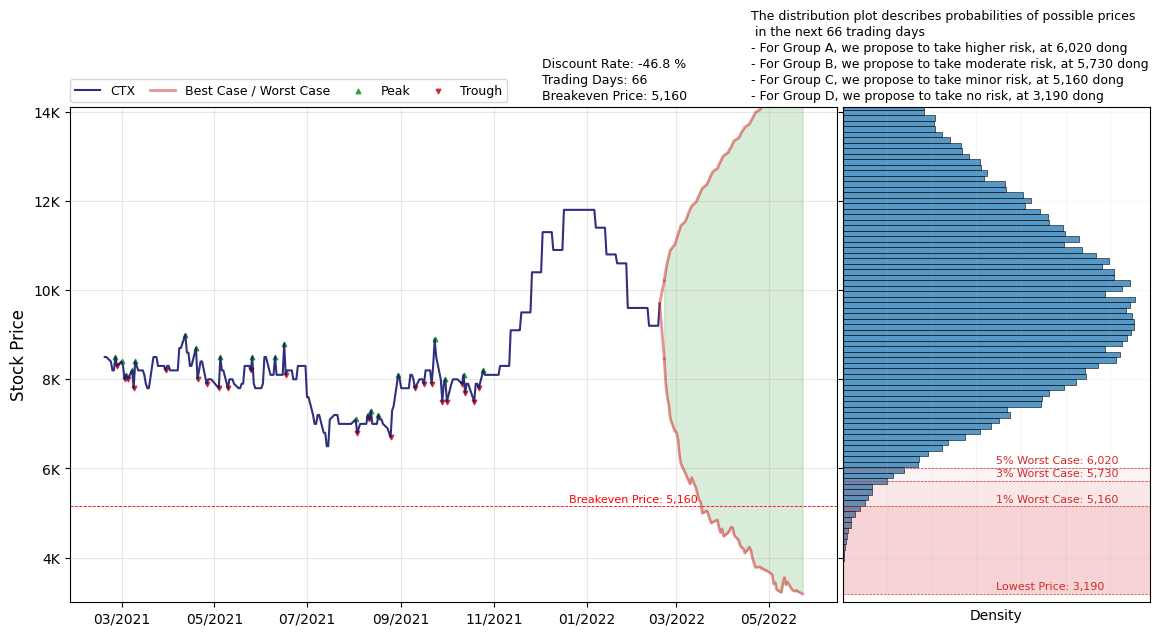 The distribution plot describes probabilities of possible prices
in the next 66 trading days
- For Group A, we propose to take higher risk, at 6,020 dong
- For Group B, we propose to take moderate risk, at 5,730 dong
- For Group C, we propose to take minor risk, at 5,160 dong
- For Group D, we propose to take no risk, at 3,190 dong
Discount Rate: -46.8 %
Trading Days: 66
Breakeven Price: 5,160
CTX
Best Case / Worst Case
Peak
Trough
Stock Price
14K
12K
10K
8K
6K
4K
Breakeven Price: 5,160
03/2021
05/2021
07/2021
09/2021
11/2021
01/2022
03/2022
05/2022
5% Worst Case: 6,020
3% Worst Case: 5,730
1% Worst Case: 5,160
Lowest Price: 3,190
Density